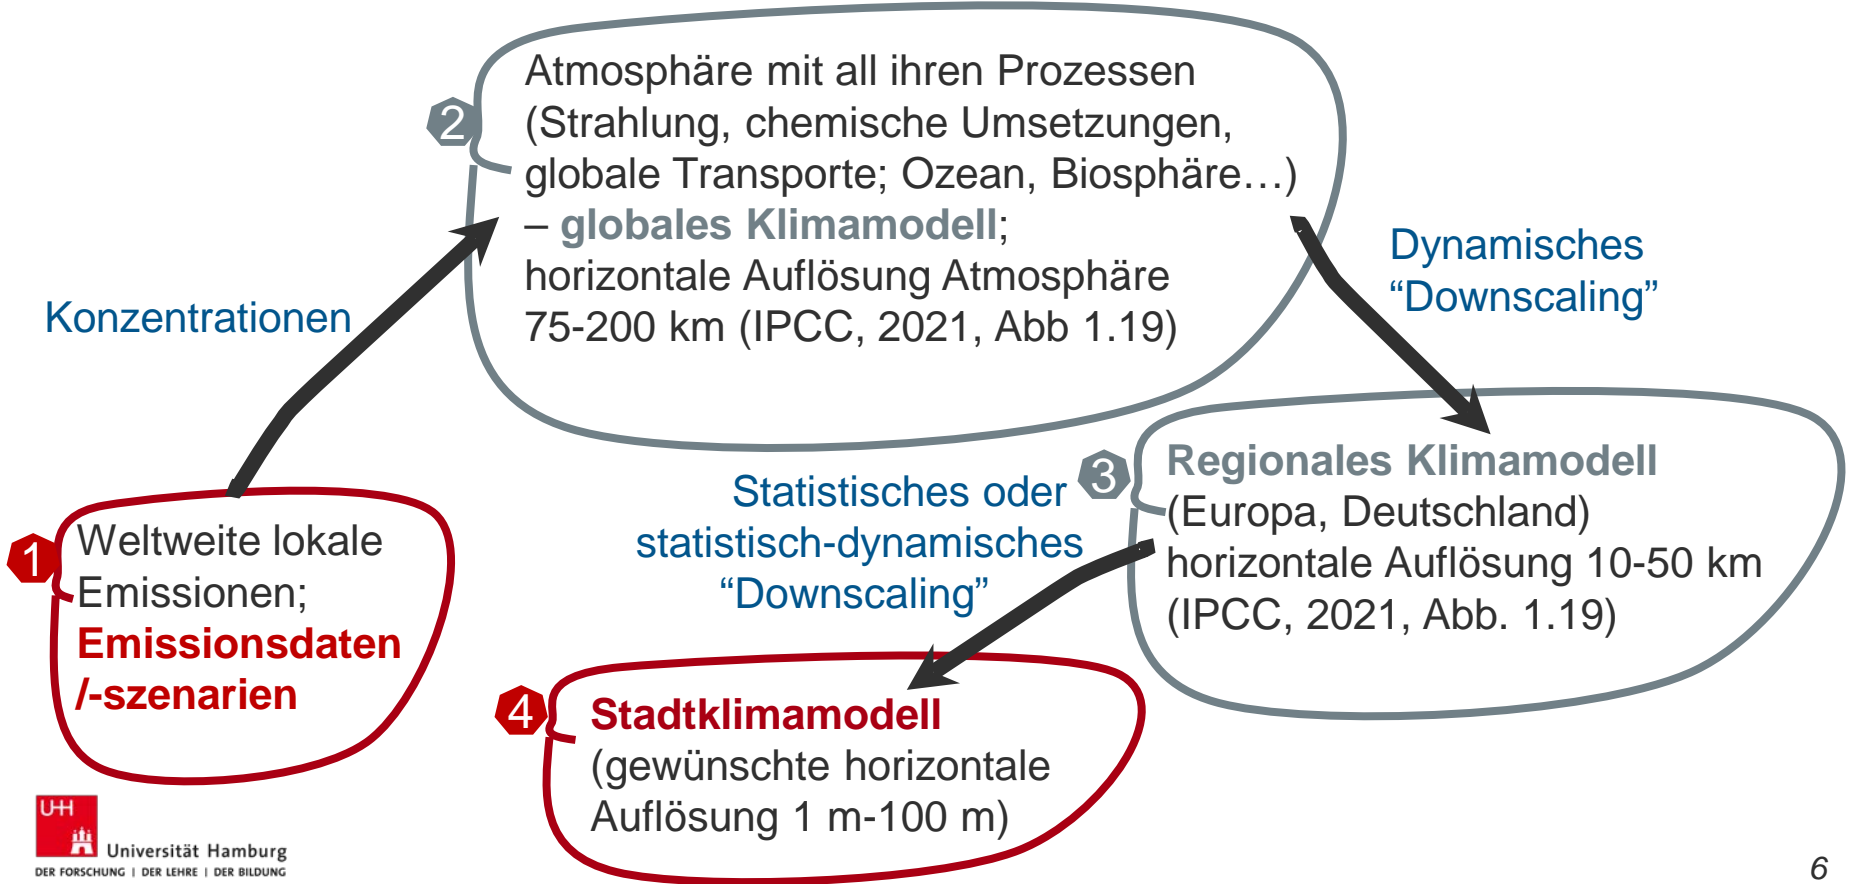 2
Atmosphäre mit all ihren Prozessen
(Strahlung, chemische Umsetzungen,
globale Transporte; Ozean, Biosphäre…)
– globales Klimamodell;
horizontale Auflösung Atmosphäre
75-200 km (IPCC, 2021, Abb 1.19)
Konzentrationen
Dynamisches
“Downscaling”
1
Weltweite lokale
Emissionen;
Emissionsdaten
/-szenarien
3
Regionales Klimamodell
(Europa, Deutschland)
horizontale Auflösung 10-50 km
(IPCC, 2021, Abb. 1.19)
Statistisches oder
statistisch-dynamisches
“Downscaling”
4
Stadtklimamodell
(gewünschte horizontale
Auflösung 1 m-100 m)
UH
Universität Hamburg
DER FORSCHUNG | DER LEHRE | DER BILDUNG
6